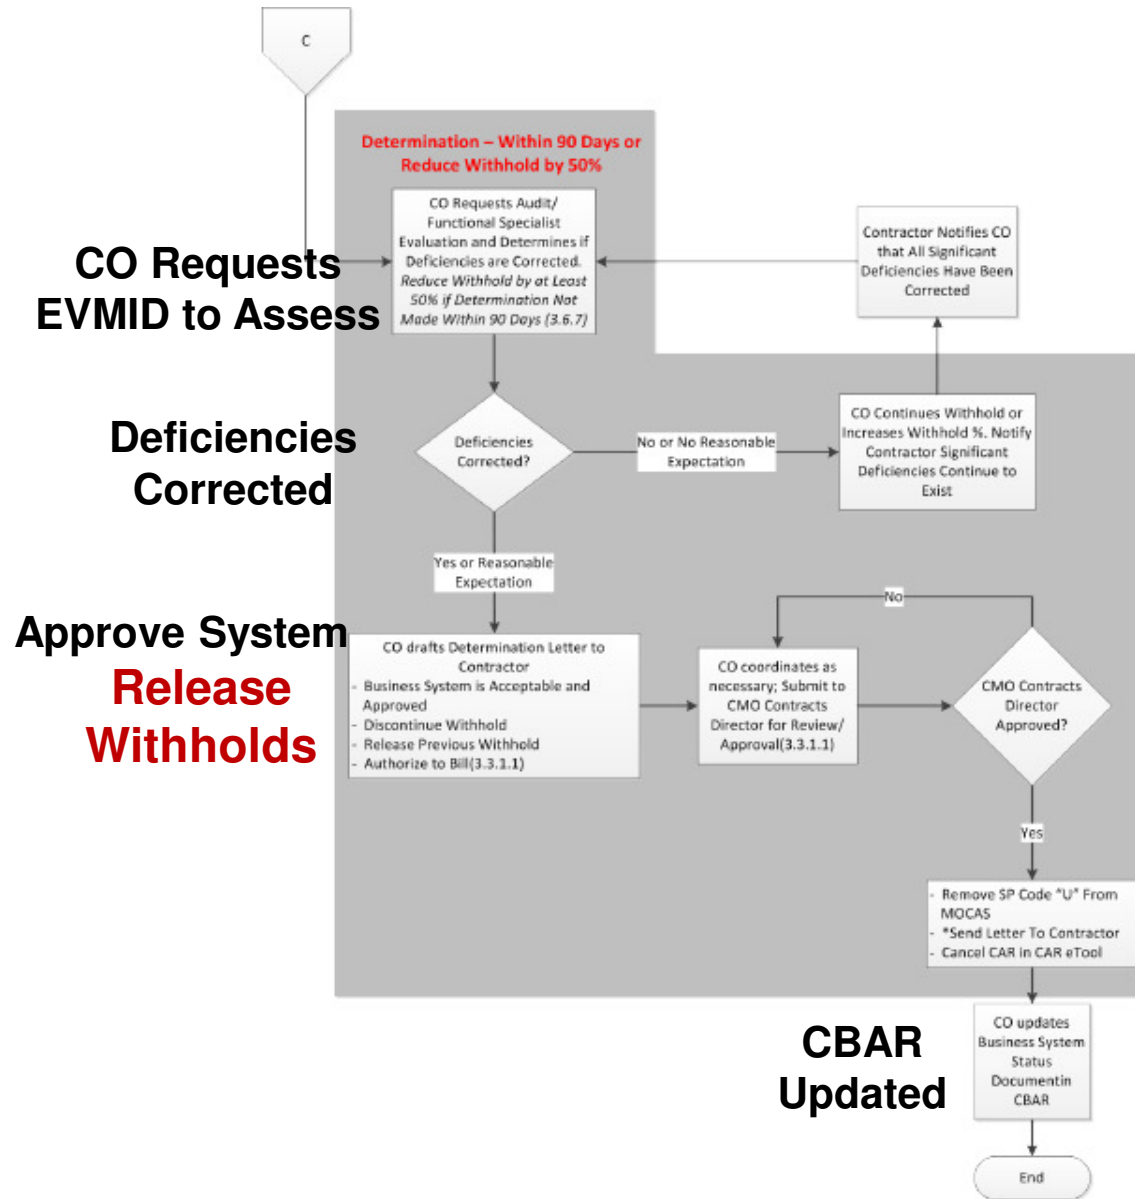 C
Determination – Within 90 Days or
Reduce Withhold by 50%
CO Requests Audit/
Functional Specialist
Evaluation and Determines if
Deficiencies are Corrected.
Reduce Withhold by at Least
50% if Determination Not
Made Within 90 Days (3.6.7)
CO Requests
EVMID to Assess
Contractor Notifies CO
that All Significant
Deficiencies Have Been
Corrected
Deficiencies
Corrected
Deficiencies
Corrected?
No or No Reasonable
Expectation
CO Continues Withhold or
Increases Withhold %. Notify
Contractor Significant
Deficiencies Continue to
Exist
Yes or Reasonable
Expectation
Approve System
Release
Withholds
CO drafts Determination Letter to
Contractor
- Business System is Acceptable and
Approved
- Discontinue Withhold
- Release Previous Withhold
- Authorize to Bill(3.3.1.1)
No
CO coordinates as
necessary; Submit to
CMO Contracts
Director for Review/
Approval(3.3.1.1)
CMO Contracts
Director
Approved?
Yes
- Remove SP Code "U" From
MOCAS
- *Send Letter To Contractor
- Cancel CAR in CAR eTool
CBAR
Updated
CO updates
Business System
Status
Documentin
CBAR
End